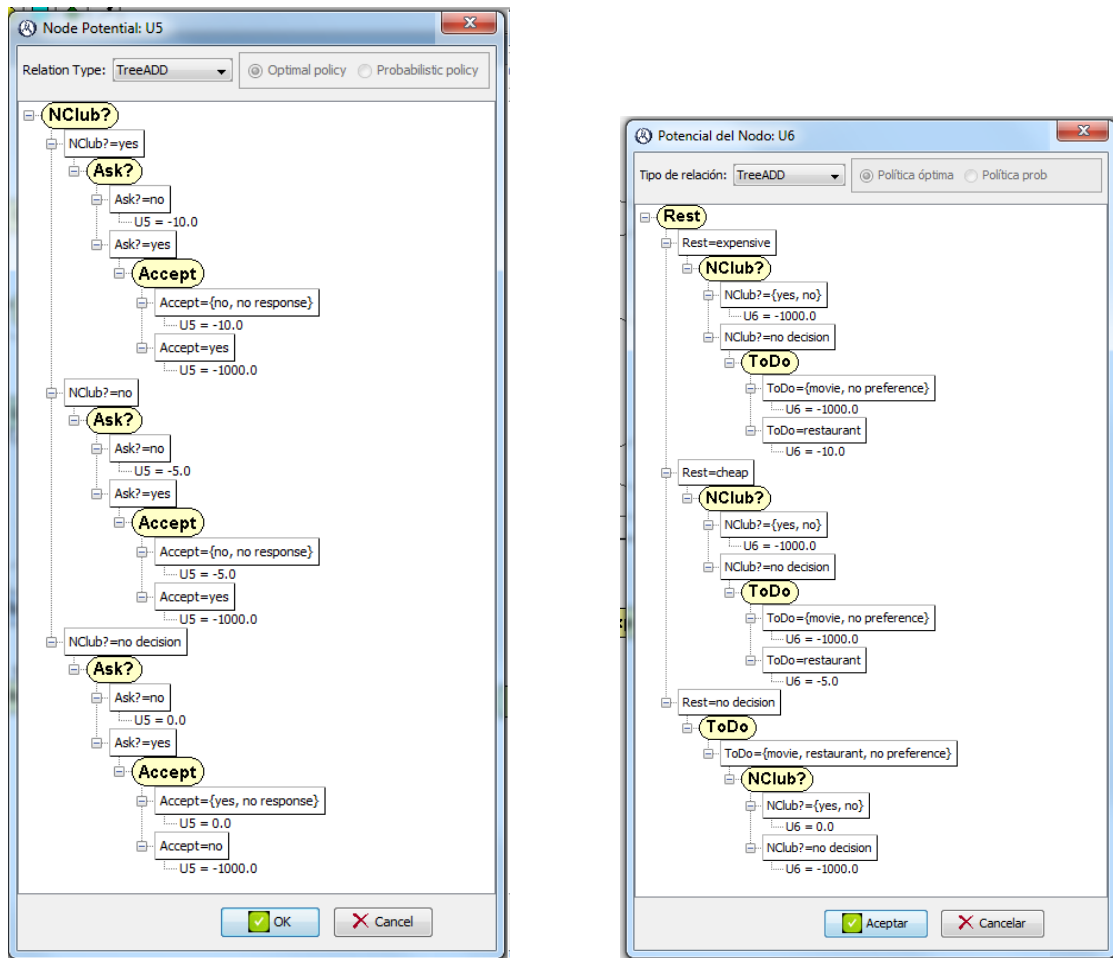 Node Potential: U5
Relation Type: TreeADD Optimal policy Probabilistic policy
NClub?
NClub?=yes
Ask?
Ask?=no
U5 = -10.0
Ask?=yes
Accept
Accept={no, no response}
U5 = -10.0
Accept=yes
U5 = -1000.0
NClub?=no
Ask?
Ask?=no
U5 = -5.0
Ask?=yes
Accept
Accept={no, no response}
U5 = -5.0
Accept=yes
U5 = -1000.0
NClub?=no decision
Ask?
Ask?=no
U5 = 0.0
Ask?=yes
Accept
Accept={yes, no response}
U5 = 0.0
Accept=no
U5 = -1000.0
OK Cancel
Potencial del Nodo: U6
Tipo de relación: TreeADD Política óptima Política prob
Rest
Rest=expensive
NClub?
NClub?={yes, no}
U6 = -1000.0
NClub?=no decision
ToDo
ToDo={movie, no preference}
U6 = -1000.0
ToDo=restaurant
U6 = -10.0
Rest=cheap
NClub?
NClub?={yes, no}
U6 = -1000.0
NClub?=no decision
ToDo
ToDo={movie, no preference}
U6 = -1000.0
ToDo=restaurant
U6 = -5.0
Rest=no decision
ToDo
ToDo={movie, restaurant, no preference}
NClub?
NClub?={yes, no}
U6 = 0.0
NClub?=no decision
U6 = -1000.0
Aceptar Cancelar